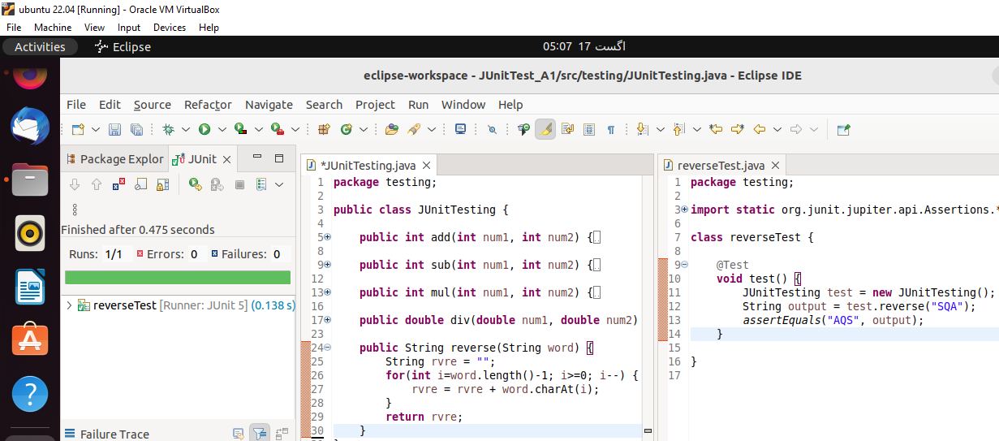 ubuntu 22.04 [Running] - Oracle VM VirtualBox
File Machine View Input Devices Help
Activities Eclipse 05:07 17 اگست
eclipse-workspace - JUnitTest_A1/src/testing/JUnitTesting.java - Eclipse IDE
File Edit Source Refactor Navigate Search Project Run Window Help
Package Explor JUnit
Finished after 0.475 seconds
Runs: 1/1 Errors: 0 Failures: 0
reverseTest [Runner: JUnit 5] (0.138 s)
Failure Trace
*JUnitTesting.java
1 package testing;
2
3 public class JUnitTesting {
4
5 public int add(int num1, int num2) {
8
9 public int sub(int num1, int num2) {
12
13 public int mul(int num1, int num2) {
16
17 public double div(double num1, double num2)
23
24 public String reverse(String word) {
25 String rvre = "";
26 for(int i=word.length()-1; i>=0; i--) {
27 rvre = rvre + word.charAt(i);
28 }
29 return rvre;
30 }
reverseTest.java
1 package testing;
2
3 import static org.junit.jupiter.api.Assertions.*
6
7 class reverseTest {
8
9 @Test
10 void test() {
11 JUnitTesting test = new JUnitTesting();
12 String output = test.reverse("SQA");
13 assertEquals("AQS", output);
14 }
15
16 }
17